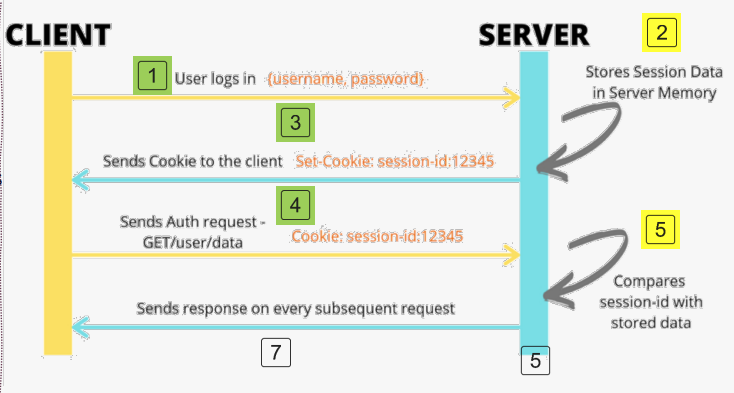 CLIENT
SERVER
2
1
User logs in (username, password)
Stores Session Data
in Server Memory
3
Sends Cookie to the client Set-Cookie: session-id:12345
4
Sends Auth request -
GET/user/data
Cookie: session-id:12345
5
Compares
session-id with
stored data
Sends response on every subsequent request
7
5